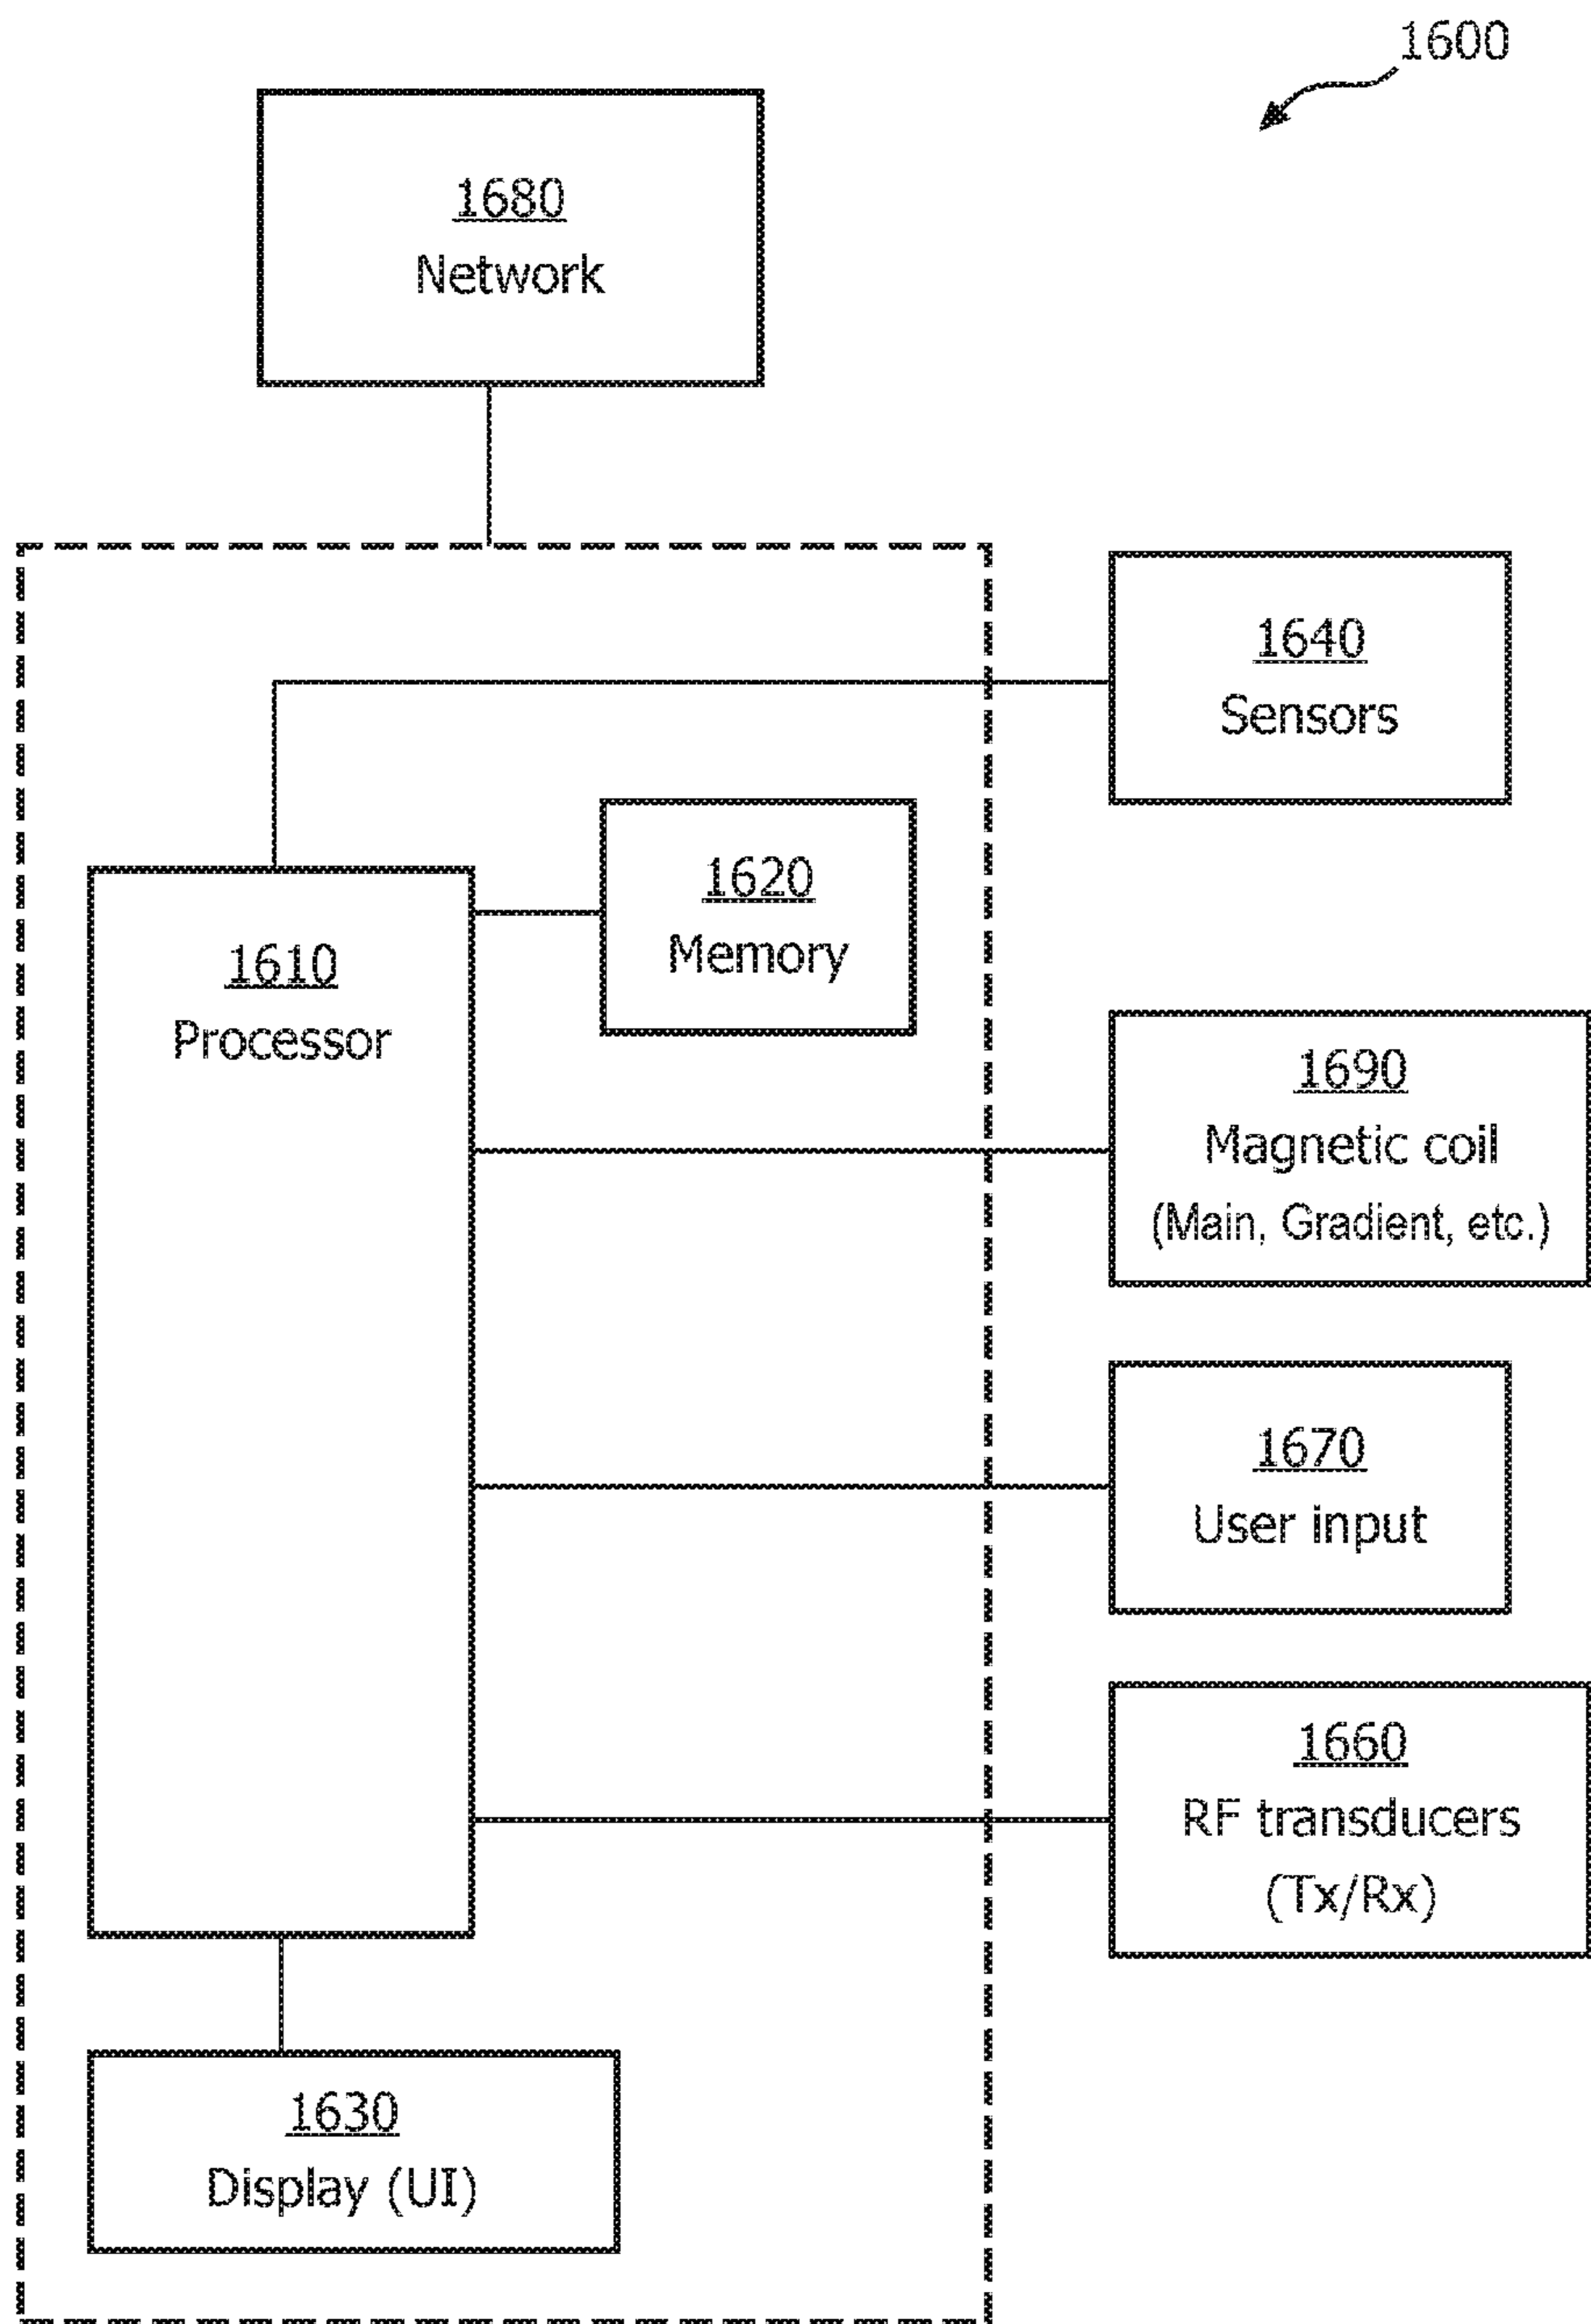 1600
1680
Network
1640
Sensors
1620
Memory
1610
Processor
1690
Magnetic coil
(Main, Gradient, etc.)
1670
User input
1660
RF transducers
(Tx/Rx)
1630
Display (UI)